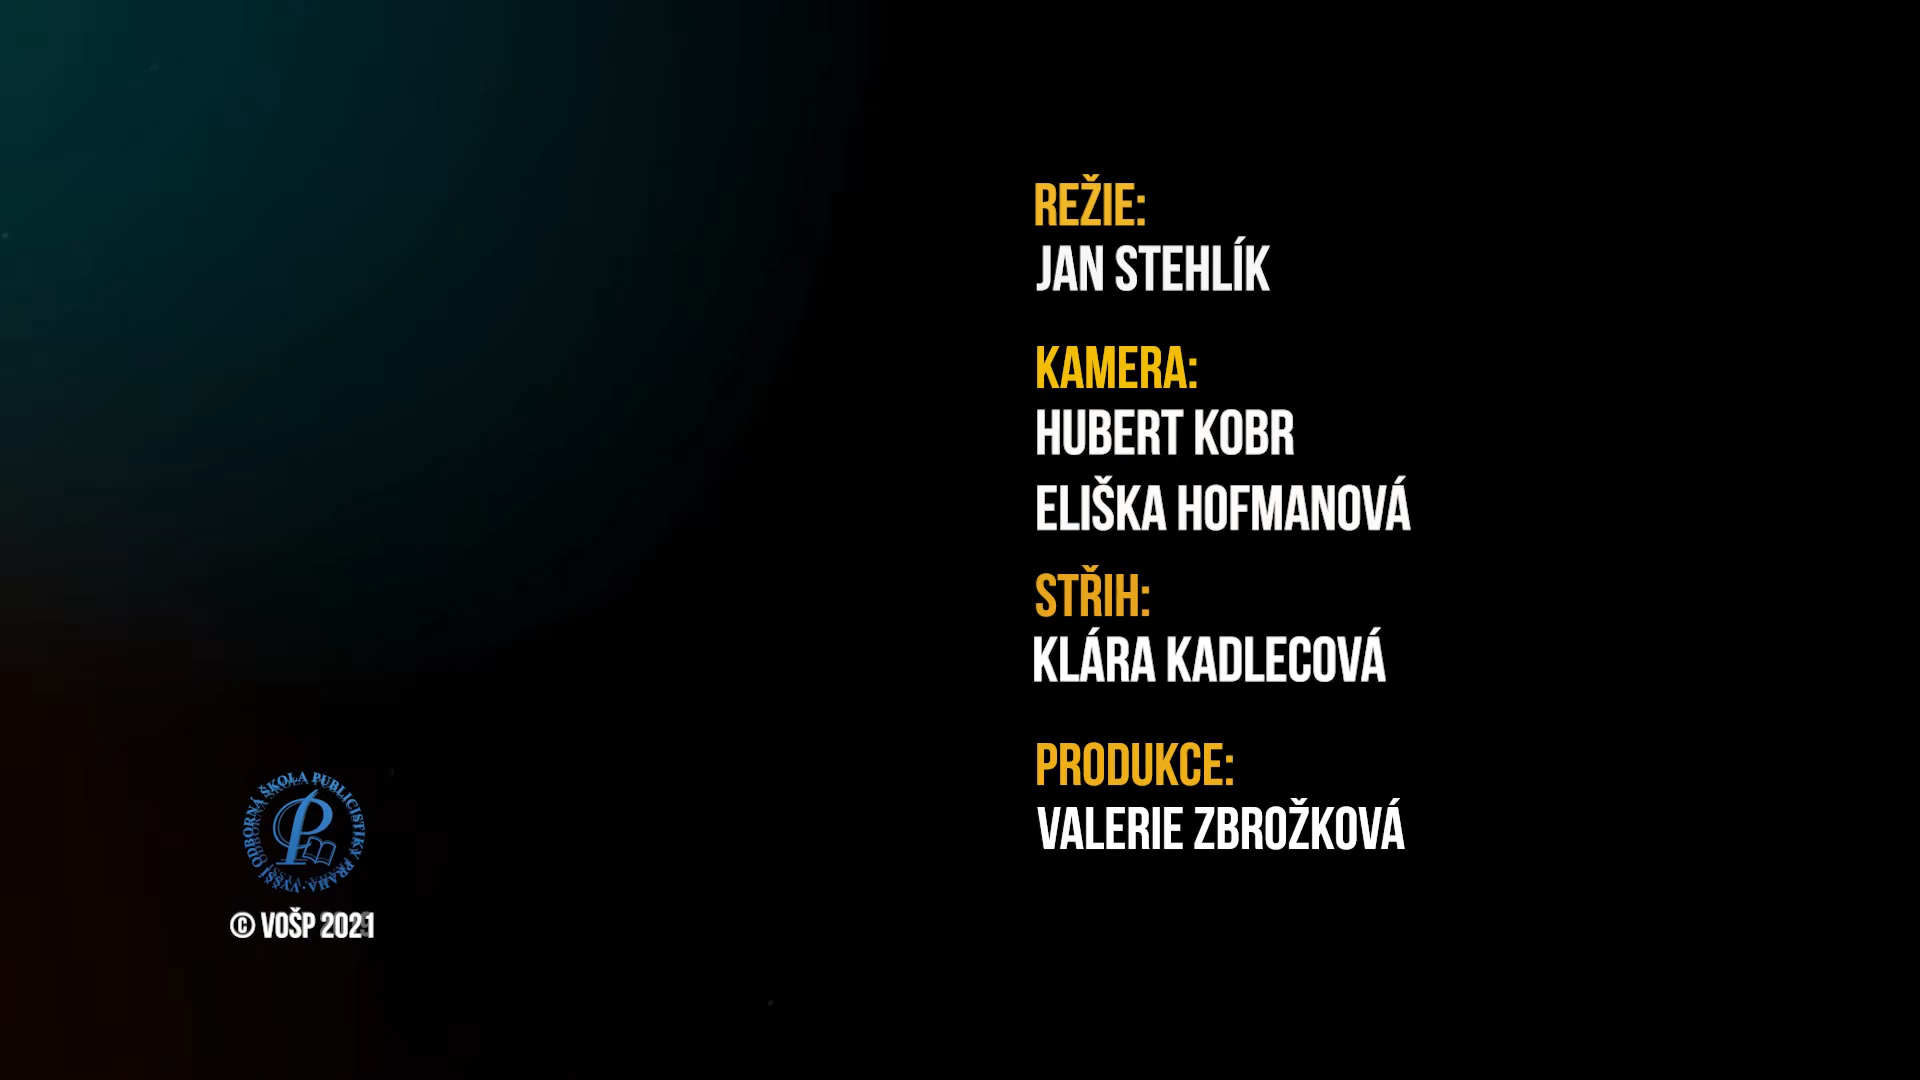 REŽIE:
JAN STEHLÍK
KAMERA:
HUBERT KOBR
ELIŠKA HOFMANOVÁ
STŘIH:
KLÁRA KADLECOVÁ
PRODUKCE:
VALERIE ZBROŽKOVÁ
VYŠŠÍ ODBORNÁ ŠKOLA PUBLICISTIKY PRAHA ·
© VOŠP 2021